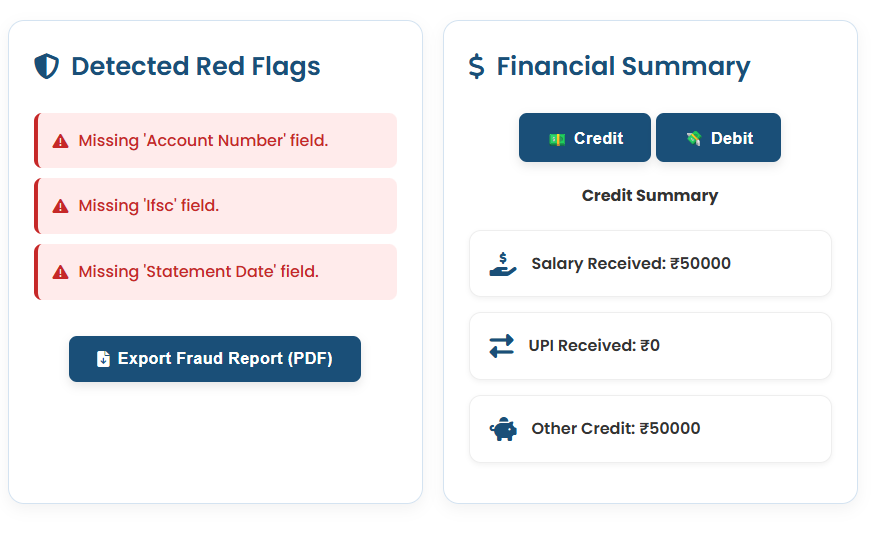 Detected Red Flags
Missing 'Account Number' field.
Missing 'Ifsc' field.
Missing 'Statement Date' field.
Export Fraud Report (PDF)
Financial Summary
Credit
Debit
Credit Summary
Salary Received: ₹50000
UPI Received: ₹0
Other Credit: ₹50000